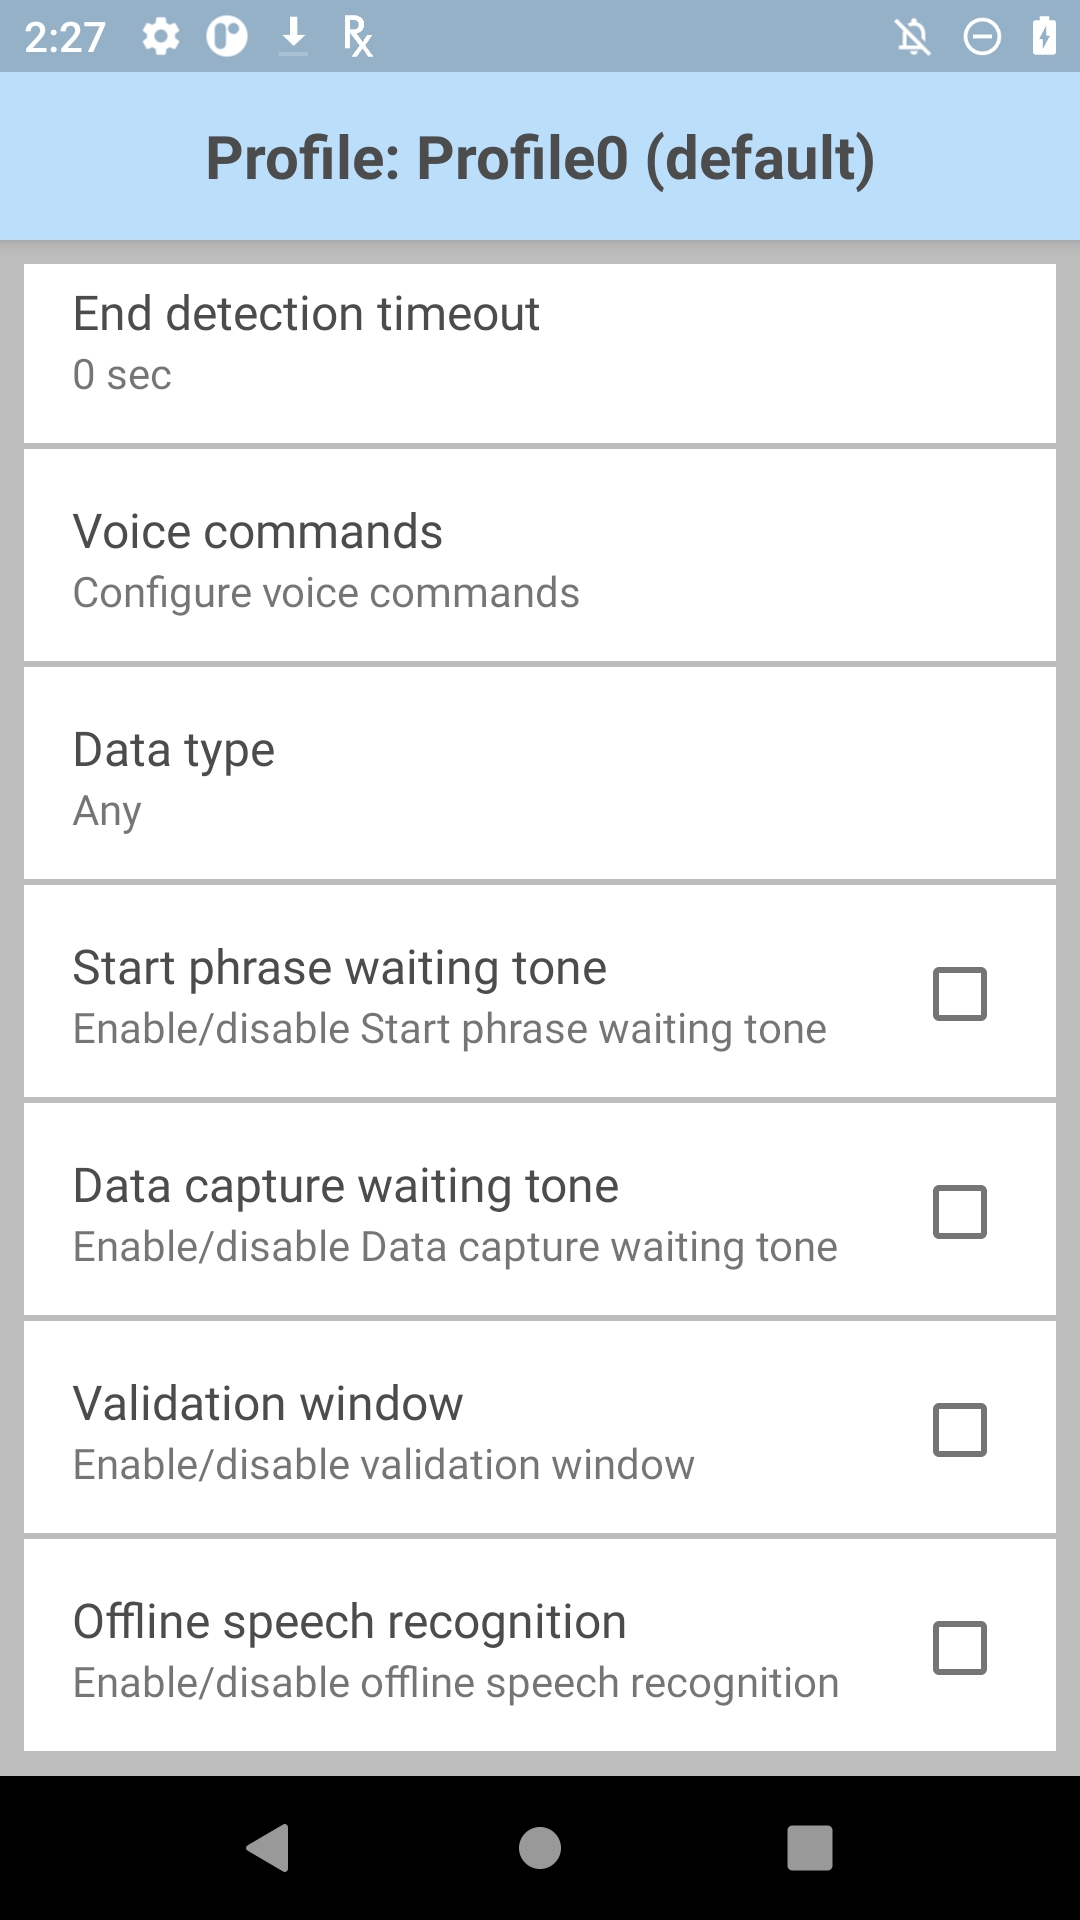 2:27
Profile: Profile0 (default)
End detection timeout
0 sec
Voice commands
Configure voice commands
Data type
Any
Start phrase waiting tone
Enable/disable Start phrase waiting tone
Data capture waiting tone
Enable/disable Data capture waiting tone
Validation window
Enable/disable validation window
Offline speech recognition
Enable/disable offline speech recognition